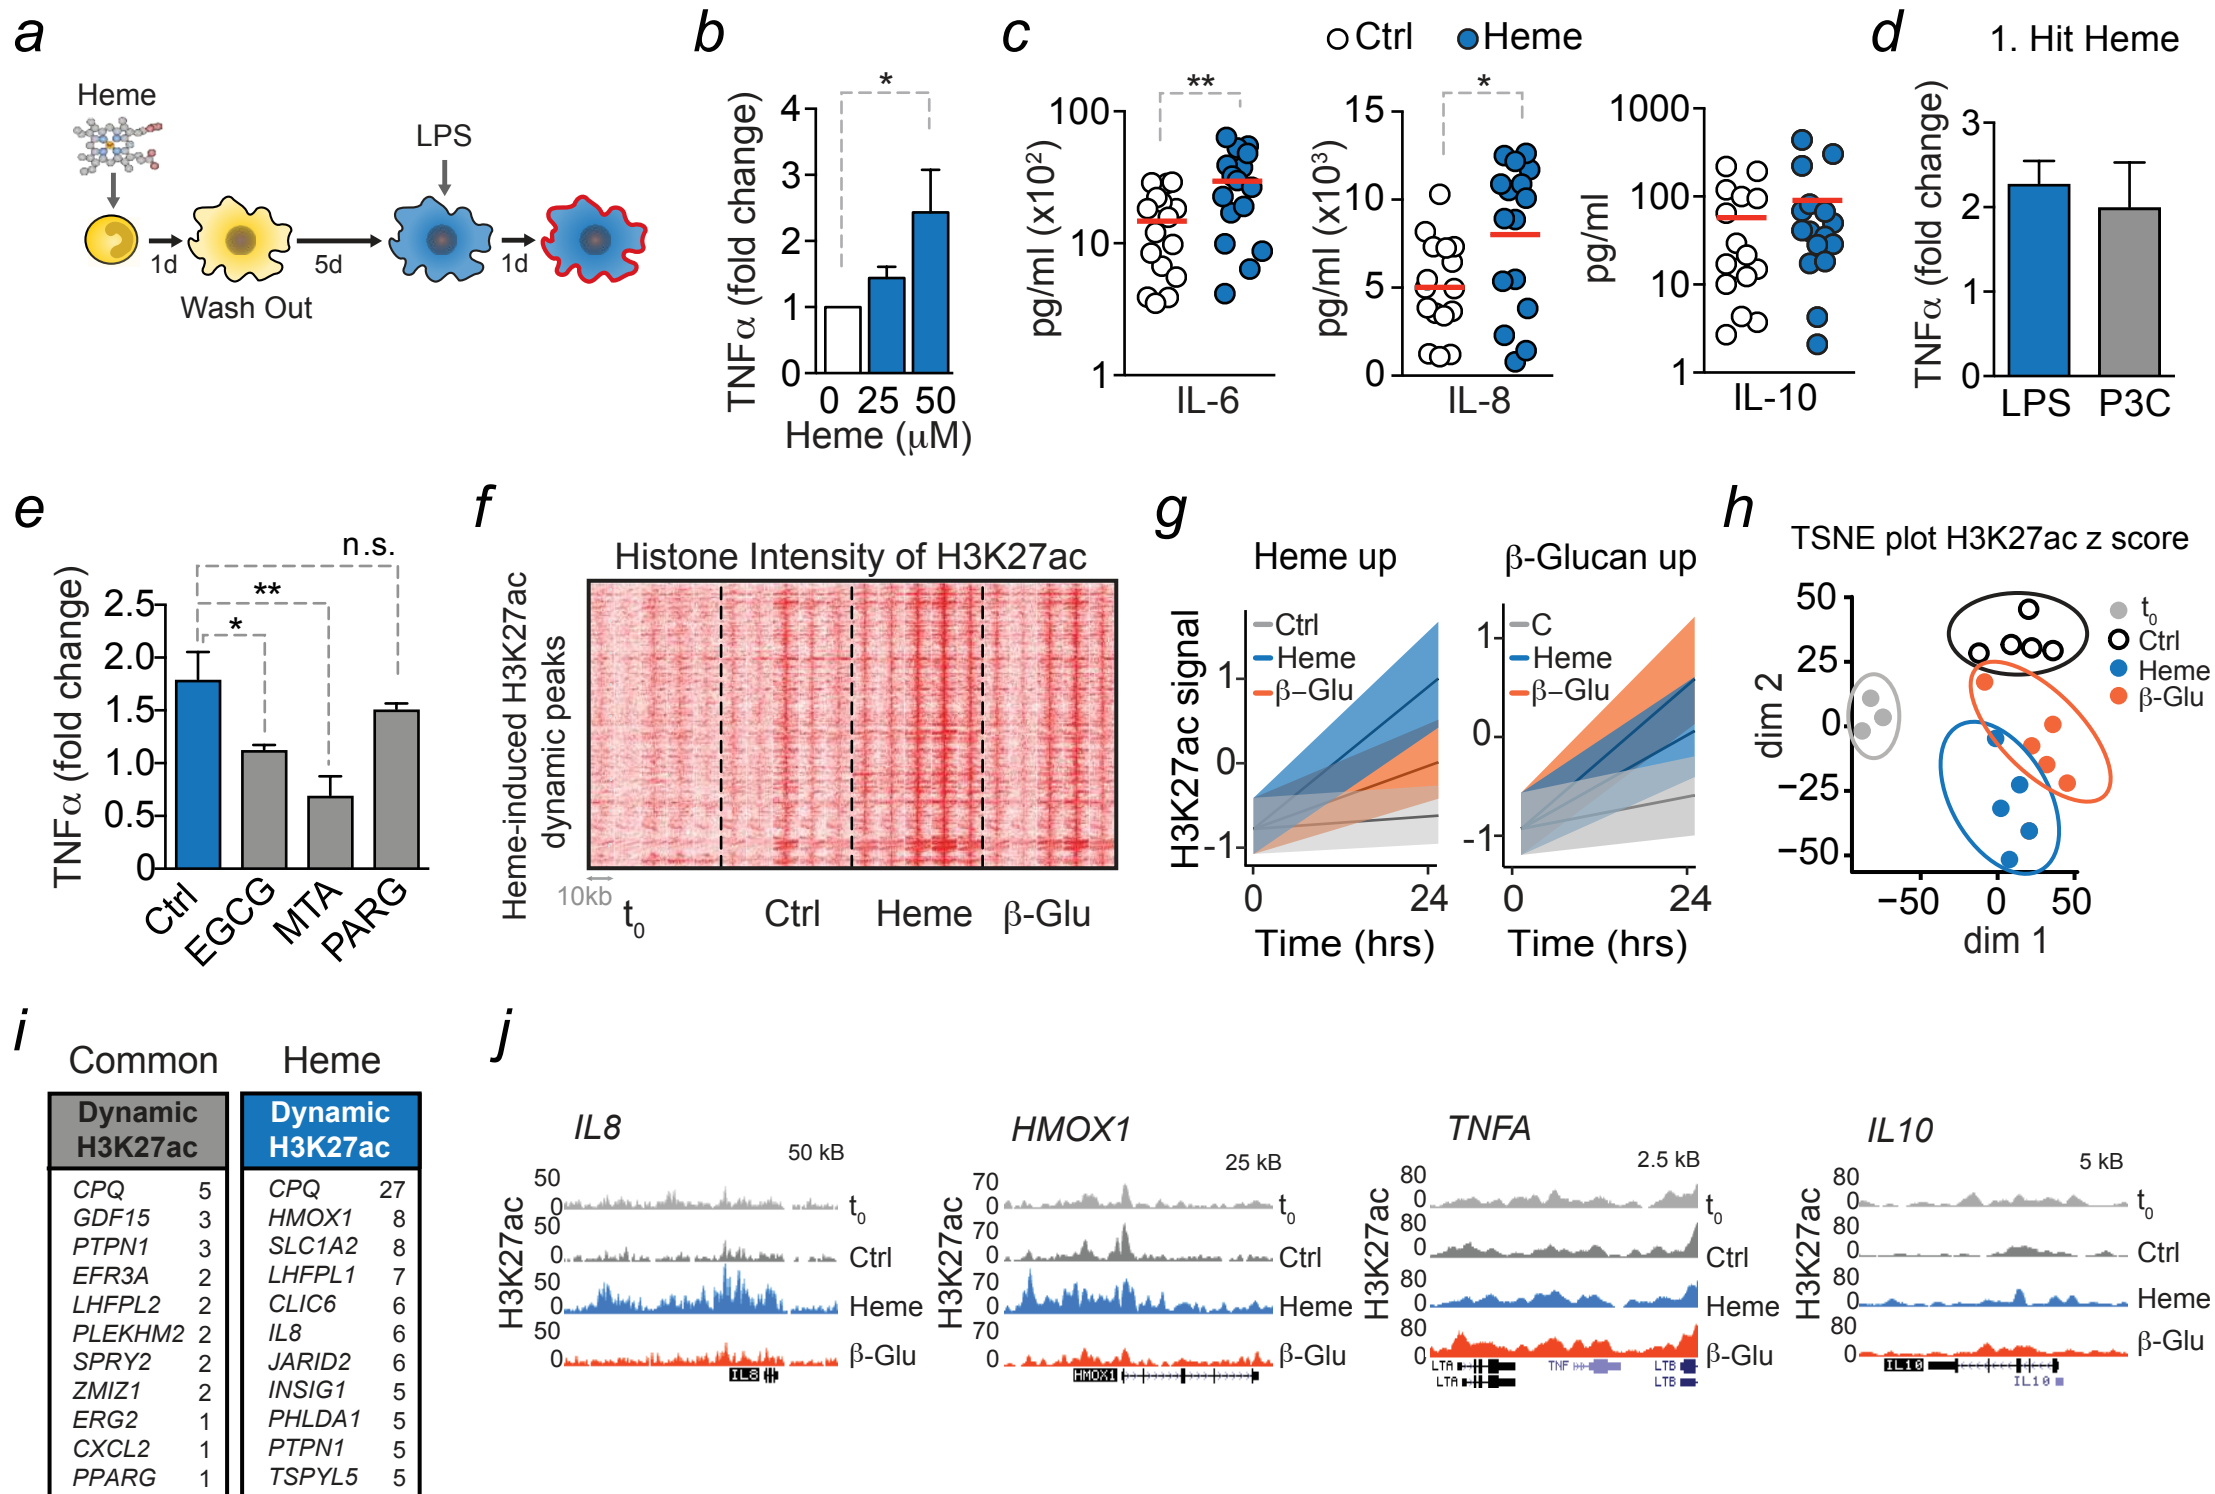 a
Heme
LPS
1d
5d
1d
Wash Out
b
*
TNFα (fold change)
4
3
2
1
0
0 25 50
Heme (μM)
c
Ctrl
Heme
**
pg/ml (x10²)
100
10
1
IL-6
*
pg/ml (x10³)
15
10
5
0
IL-8
pg/ml
1000
100
10
1
IL-10
d
1. Hit Heme
TNFα (fold change)
3
2
1
0
LPS P3C
e
n.s.
**
*
TNFα (fold change)
2.5
2.0
1.5
1.0
0.5
0
Ctrl
EGCG
MTA
PARG
f
Histone Intensity of H3K27ac
Heme-induced H3K27ac
dynamic peaks
10kb
t₀
Ctrl
Heme
β-Glu
g
Heme up
H3K27ac signal
Ctrl
Heme
β–Glu
1
0
-1
0 24
Time (hrs)
β-Glucan up
C
Heme
β–Glu
1
0
-1
0 24
Time (hrs)
h
TSNE plot H3K27ac z score
dim 2
50
25
0
−25
−50
−50 0 50
dim 1
t₀
Ctrl
Heme
β-Glu
i
Common
Dynamic
H3K27ac
CPQ 5
GDF15 3
PTPN1 3
EFR3A 2
LHFPL2 2
PLEKHM2 2
SPRY2 2
ZMIZ1 2
ERG2 1
CXCL2 1
PPARG 1
Heme
Dynamic
H3K27ac
CPQ 27
HMOX1 8
SLC1A2 8
LHFPL1 7
CLIC6 6
IL8 6
JARID2 6
INSIG1 5
PHLDA1 5
PTPN1 5
TSPYL5 5
j
IL8
50 kB
H3K27ac
50
0
t₀
50
0
Ctrl
50
0
Heme
50
0
β-Glu
IL8
HMOX1
25 kB
H3K27ac
70
0
t₀
70
0
Ctrl
70
0
Heme
70
0
β-Glu
HMOX1
TNFA
2.5 kB
H3K27ac
80
0
t₀
80
0
Ctrl
80
0
Heme
80
0
β-Glu
LTA TNF LTB
LTA LTB
IL10
5 kB
H3K27ac
80
0
t₀
80
0
Ctrl
80
0
Heme
80
0
β-Glu
IL10
IL10